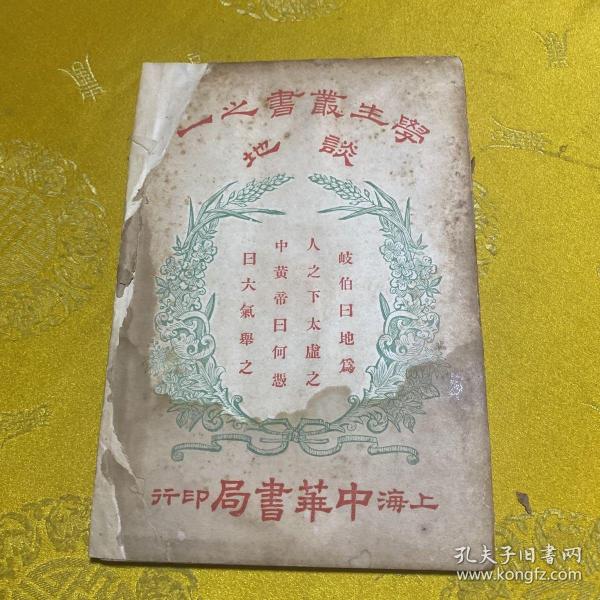 學生叢書之一
談地
岐伯曰地爲
人之下太虛之
中黃帝曰何憑
曰大氣舉之
上海中華書局印行
孔夫子旧书网
www.kongfz.com